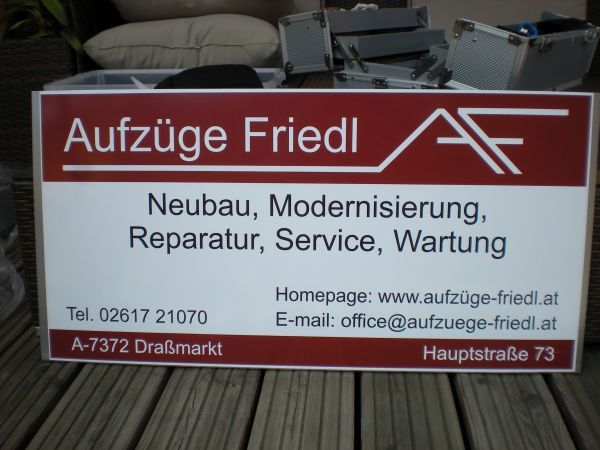 Aufzüge Friedl AF
Neubau, Modernisierung,
Reparatur, Service, Wartung
Tel. 02617 21070
Homepage: www.aufzüge-friedl.at
E-mail: office@aufzuege-friedl.at
A-7372 Draßmarkt
Hauptstraße 73